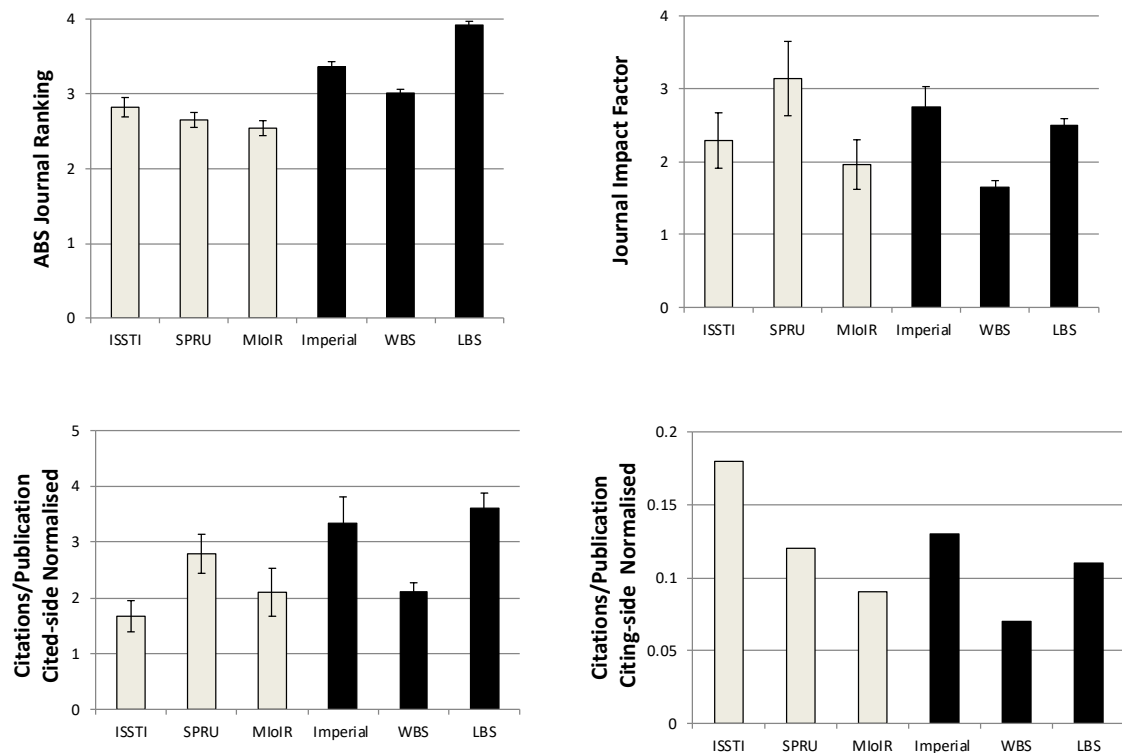 ABS Journal Ranking
4
3
2
1
0
ISSTI SPRU MIoIR Imperial WBS LBS
Journal Impact Factor
4
3
2
1
0
ISSTI SPRU MIoIR Imperial WBS LBS
Citations/Publication
Cited-side Normalised
5
4
3
2
1
0
ISSTI SPRU MIoIR Imperial WBS LBS
Citations/Publication
Citing-side Normalised
0.2
0.15
0.1
0.05
0
ISSTI SPRU MIoIR Imperial WBS LBS